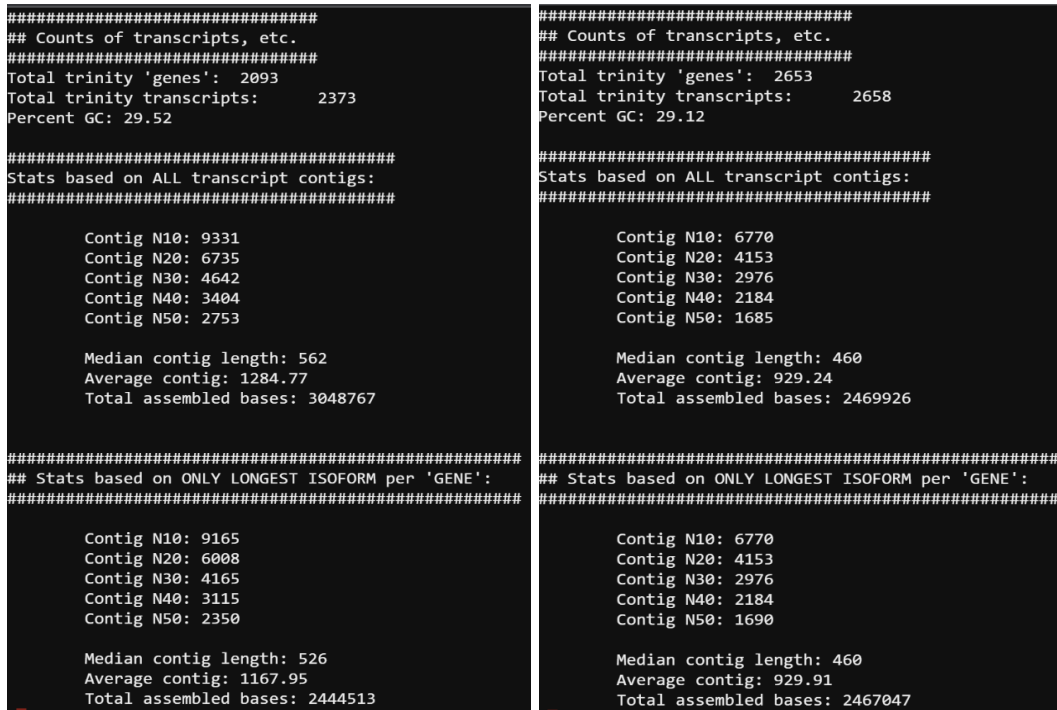 ################################
## Counts of transcripts, etc.
################################
Total trinity 'genes': 2093
Total trinity transcripts: 2373
Percent GC: 29.52
########################################
Stats based on ALL transcript contigs:
########################################
Contig N10: 9331
Contig N20: 6735
Contig N30: 4642
Contig N40: 3404
Contig N50: 2753
Median contig length: 562
Average contig: 1284.77
Total assembled bases: 3048767
#####################################################
## Stats based on ONLY LONGEST ISOFORM per 'GENE':
#####################################################
Contig N10: 9165
Contig N20: 6008
Contig N30: 4165
Contig N40: 3115
Contig N50: 2350
Median contig length: 526
Average contig: 1167.95
Total assembled bases: 2444513
################################
## Counts of transcripts, etc.
################################
Total trinity 'genes': 2653
Total trinity transcripts: 2658
Percent GC: 29.12
########################################
Stats based on ALL transcript contigs:
########################################
Contig N10: 6770
Contig N20: 4153
Contig N30: 2976
Contig N40: 2184
Contig N50: 1685
Median contig length: 460
Average contig: 929.24
Total assembled bases: 2469926
#####################################################
## Stats based on ONLY LONGEST ISOFORM per 'GENE':
#####################################################
Contig N10: 6770
Contig N20: 4153
Contig N30: 2976
Contig N40: 2184
Contig N50: 1690
Median contig length: 460
Average contig: 929.91
Total assembled bases: 2467047